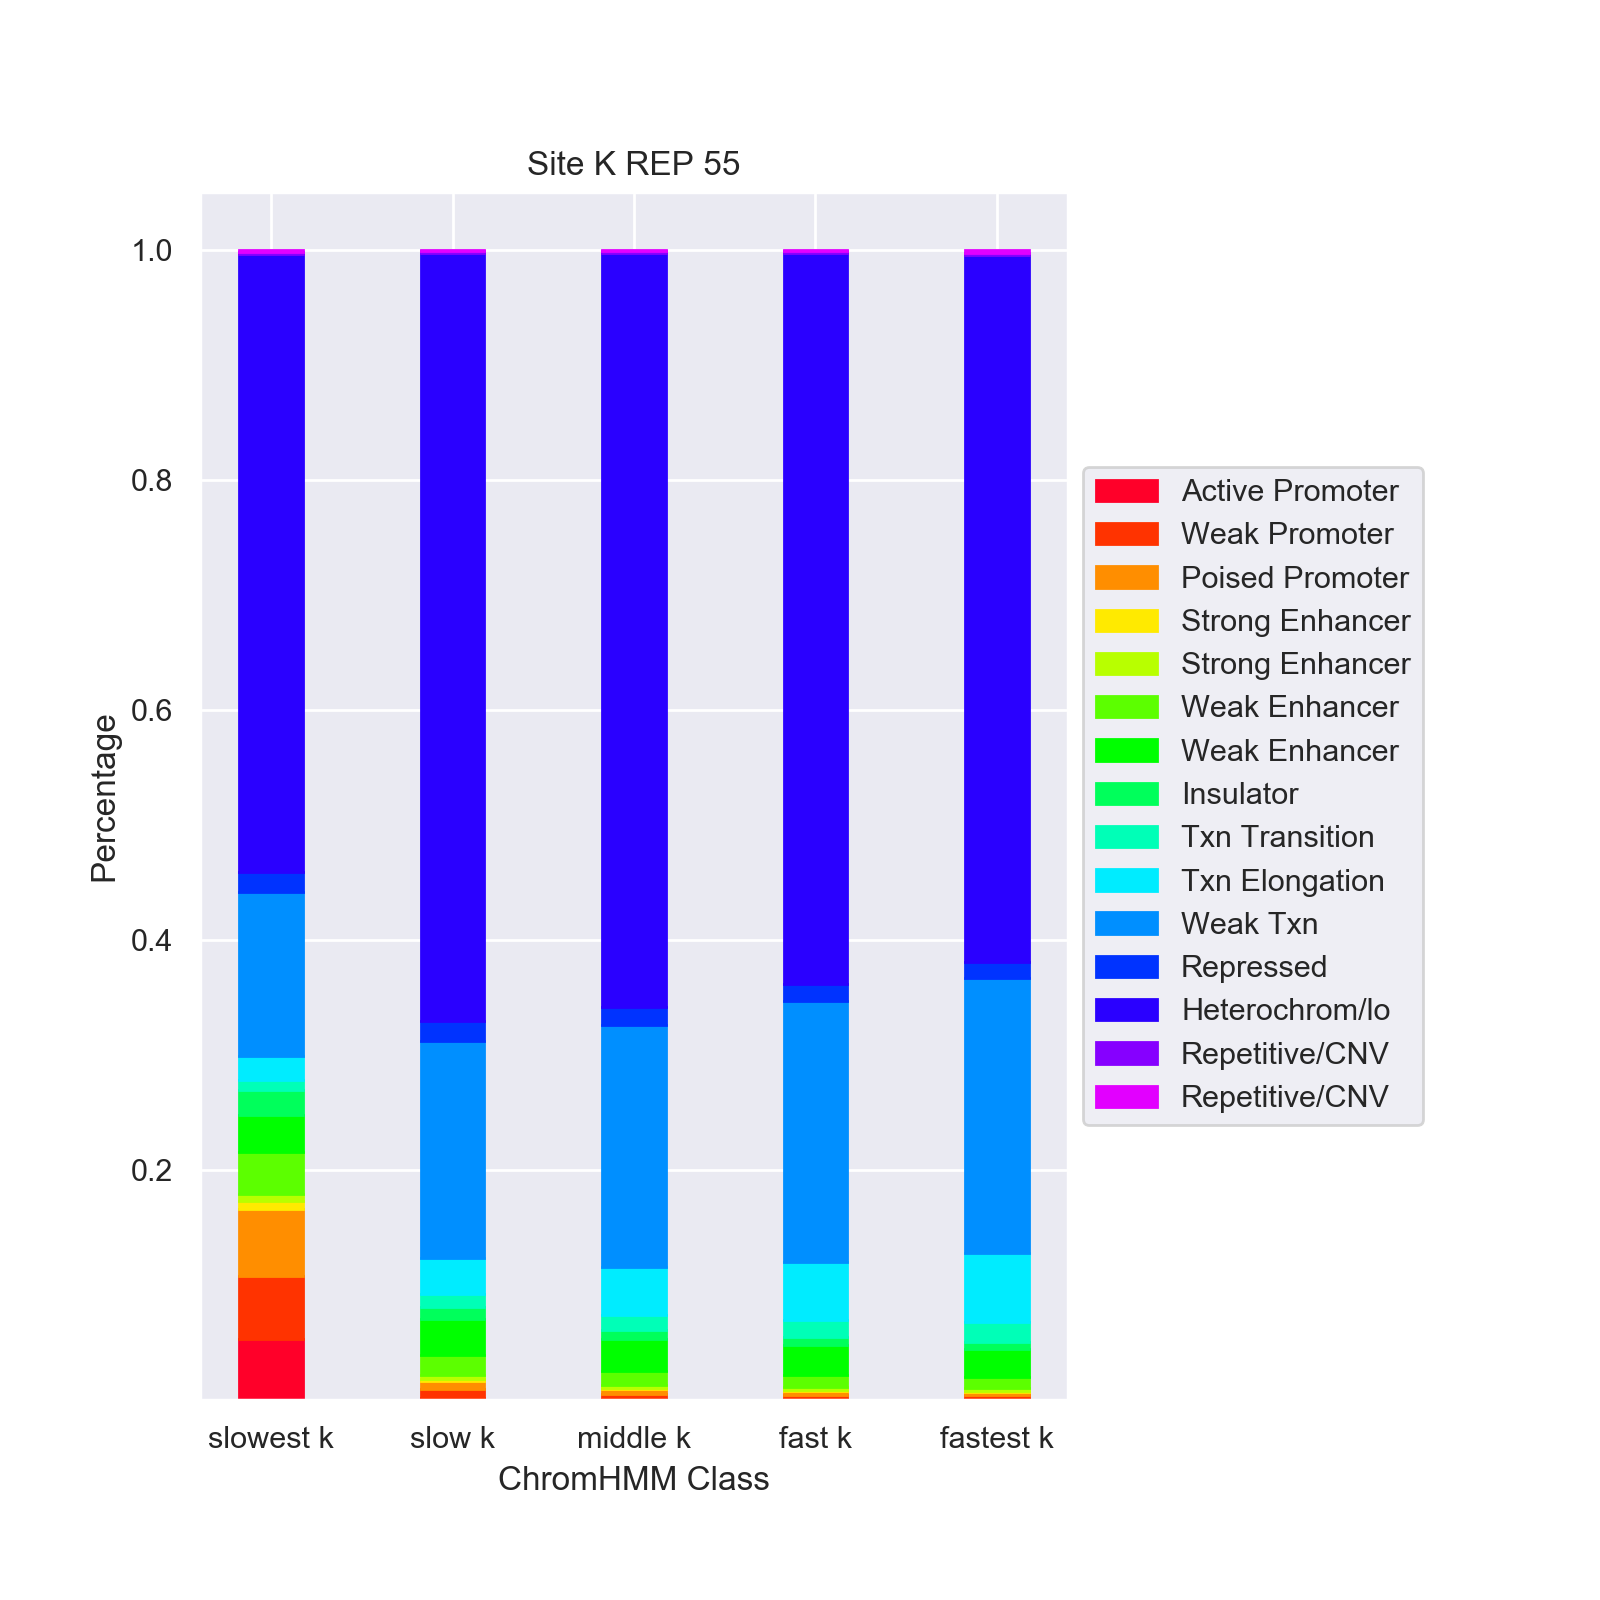 Site K REP 55
1.0
0.8
0.6
0.4
0.2
Percentage
slowest k
slow k
middle k
fast k
fastest k
ChromHMM Class
Active Promoter
Weak Promoter
Poised Promoter
Strong Enhancer
Strong Enhancer
Weak Enhancer
Weak Enhancer
Insulator
Txn Transition
Txn Elongation
Weak Txn
Repressed
Heterochrom/lo
Repetitive/CNV
Repetitive/CNV